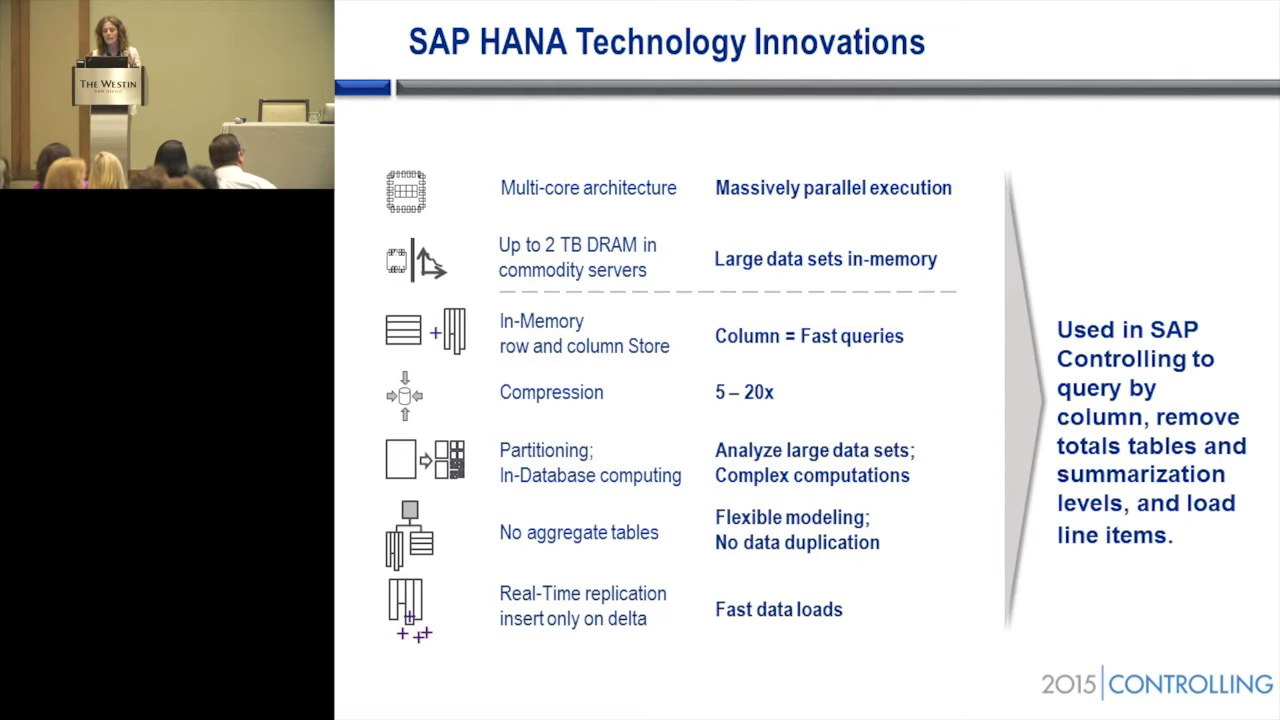 THE WESTIN
SAN DIEGO
SAP HANA Technology Innovations
Multi-core architecture
Massively parallel execution
Up to 2 TB DRAM in
commodity servers
Large data sets in-memory
In-Memory
row and column Store
Column = Fast queries
Compression
5 – 20x
Partitioning;
In-Database computing
Analyze large data sets;
Complex computations
No aggregate tables
Flexible modeling;
No data duplication
Real-Time replication
insert only on delta
Fast data loads
Used in SAP
Controlling to
query by
column, remove
totals tables and
summarization
levels, and load
line items.
2015 CONTROLLING